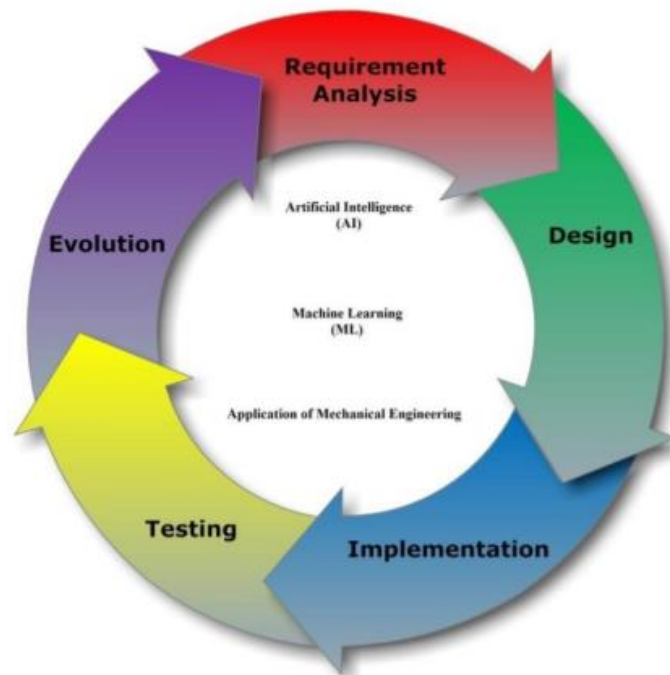 Requirement
Analysis
Artificial Intelligence
(AI)
Evolution
Design
Machine Learning
(ML)
Application of Mechanical Engineering
Testing
Implementation